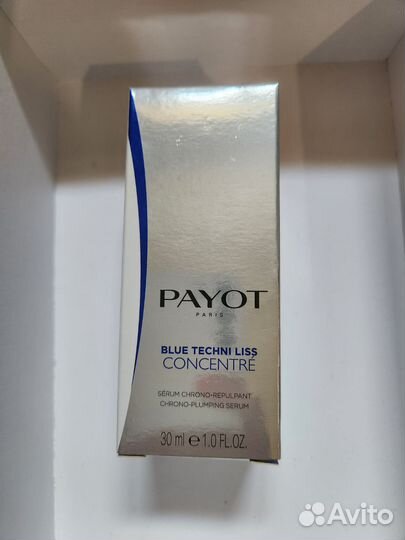 PAYOT
PARIS
BLUE TECHNI LISS
CONCENTRÉ
SÉRUM CHRONO-REPULPANT
CHRONO-PLUMPING SERUM
30 ml ℮ 1.0 FL.OZ.
Avito